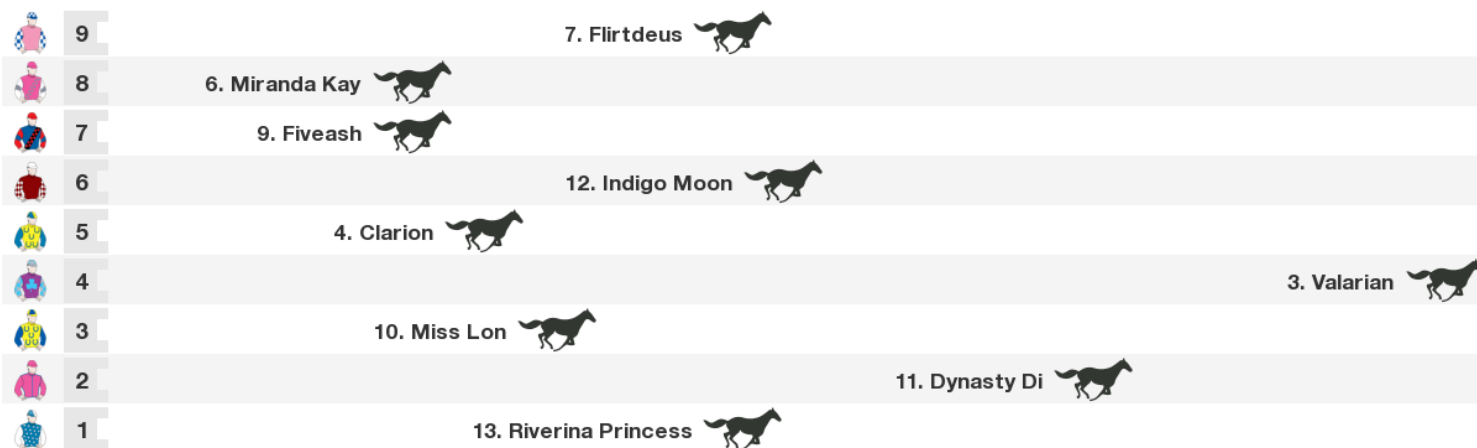 9 7. Flirtdeus
8 6. Miranda Kay
7 9. Fiveash
6 12. Indigo Moon
5 4. Clarion
4 3. Valarian
3 10. Miss Lon
2 11. Dynasty Di
1 13. Riverina Princess